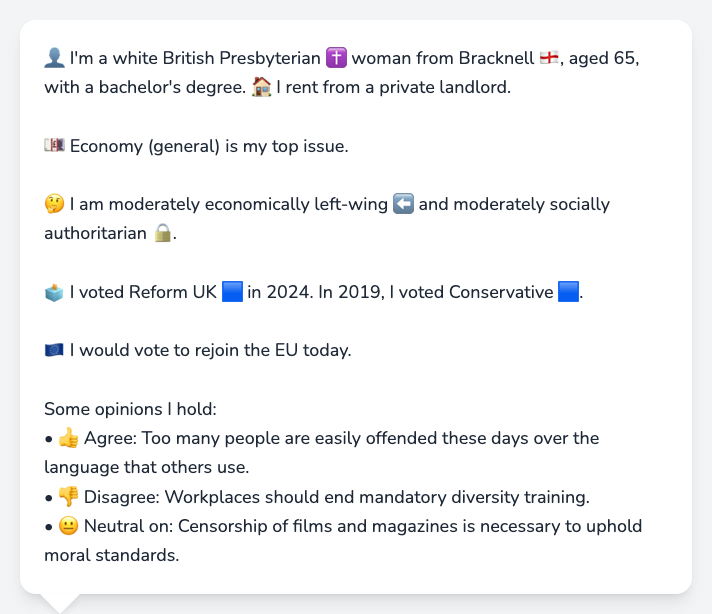 👤 I'm a white British Presbyterian ✝️ woman from Bracknell 🏴󠁧󠁢󠁥󠁮󠁧󠁿, aged 65,
with a bachelor's degree. 🏠 I rent from a private landlord.
💷 Economy (general) is my top issue.
🤔 I am moderately economically left-wing ⬅️ and moderately socially
authoritarian 🔒.
🗳️ I voted Reform UK 🟦 in 2024. In 2019, I voted Conservative 🟦.
🇪🇺 I would vote to rejoin the EU today.
Some opinions I hold:
• 👍 Agree: Too many people are easily offended these days over the
language that others use.
• 👎 Disagree: Workplaces should end mandatory diversity training.
• 😐 Neutral on: Censorship of films and magazines is necessary to uphold
moral standards.